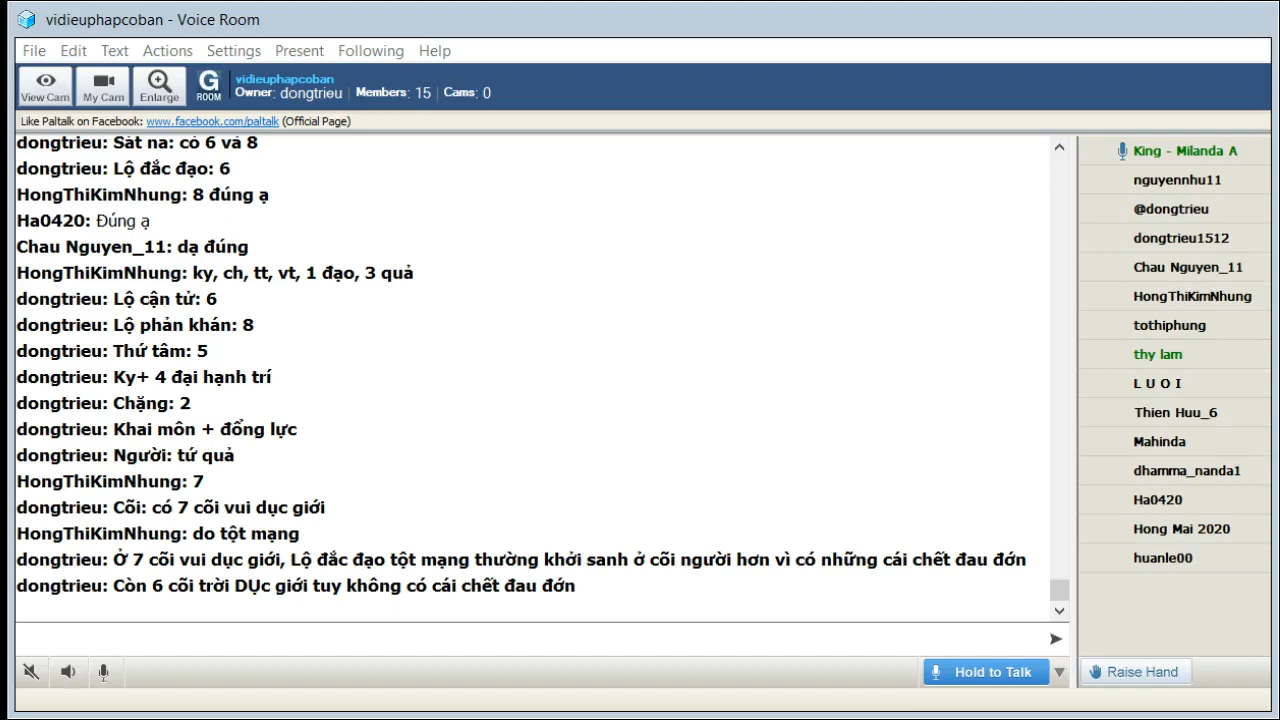 vidieuphapcoban - Voice Room
File Edit Text Actions Settings Present Following Help
View Cam My Cam Enlarge G ROOM
vidieuphapcoban
Owner: dongtrieu Members: 15 Cams: 0
Like Paltalk on Facebook: www.facebook.com/paltalk (Official Page)
dongtrieu: Sát na: có 6 và 8
dongtrieu: Lộ đắc đạo: 6
HongThiKimNhung: 8 đúng ạ
Ha0420: Đúng ạ
Chau Nguyen_11: dạ đúng
HongThiKimNhung: ky, ch, tt, vt, 1 đạo, 3 quả
dongtrieu: Lộ cận tử: 6
dongtrieu: Lộ phản khán: 8
dongtrieu: Thứ tâm: 5
dongtrieu: Ky+ 4 đại hạnh trí
dongtrieu: Chặng: 2
dongtrieu: Khai môn + đổng lực
dongtrieu: Người: tứ quả
HongThiKimNhung: 7
dongtrieu: Cõi: có 7 cõi vui dục giới
HongThiKimNhung: do tột mạng
dongtrieu: Ở 7 cõi vui dục giới, Lộ đắc đạo tột mạng thường khởi sanh ở cõi người hơn vì có những cái chết đau đớn
dongtrieu: Còn 6 cõi trời DỤc giới tuy không có cái chết đau đớn
King - Milanda A
nguyennhu11
@dongtrieu
dongtrieu1512
Chau Nguyen_11
HongThiKimNhung
tothiphung
thy lam
L U O I
Thien Huu_6
Mahinda
dhamma_nanda1
Ha0420
Hong Mai 2020
huanle00
Hold to Talk
Raise Hand